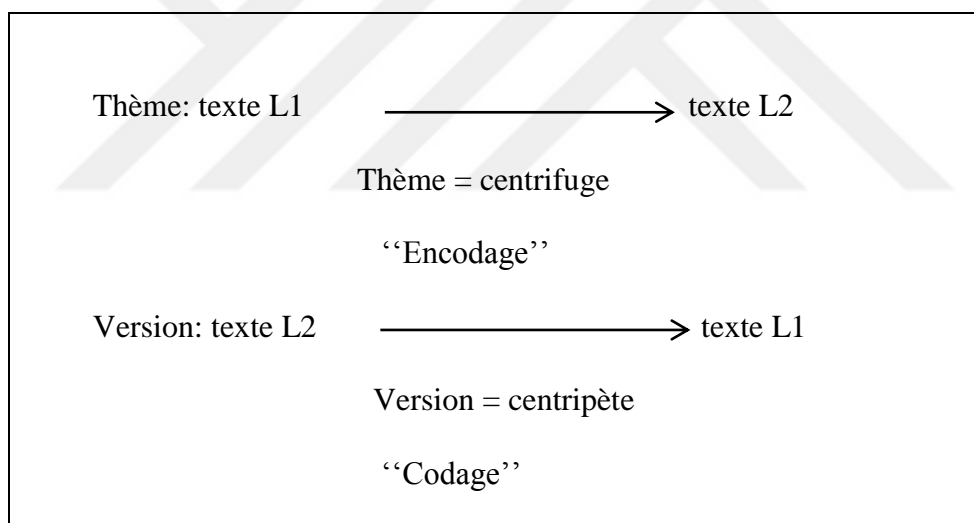 Thème: texte L1 texte L2
Thème = centrifuge
‘‘Encodage’’
Version: texte L2 texte L1
Version = centripète
‘‘Codage’’